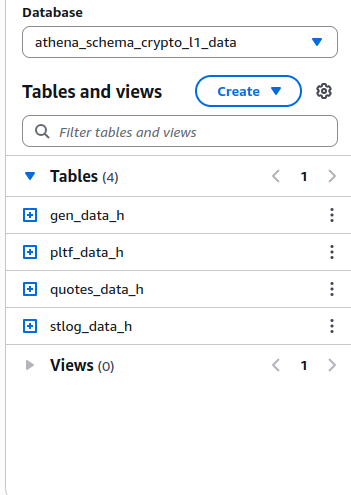 Database
athena_schema_crypto_l1_data
Tables and views
Create
Filter tables and views
Tables (4)
1
gen_data_h
pltf_data_h
quotes_data_h
stlog_data_h
Views (0)
1